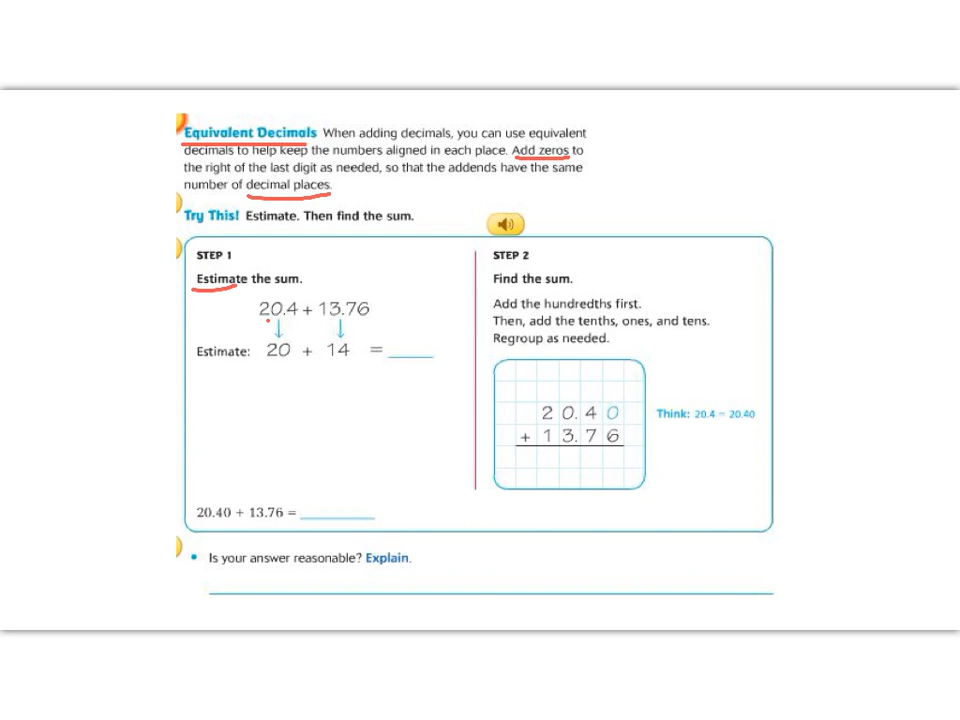 Equivalent Decimals When adding decimals, you can use equivalent
decimals to help keep the numbers aligned in each place. Add zeros to
the right of the last digit as needed, so that the addends have the same
number of decimal places.
Try This! Estimate. Then find the sum.
STEP 1
Estimate the sum.
20.4 + 13.76
Estimate: 20 + 14 =
20.40 + 13.76 =
STEP 2
Find the sum.
Add the hundredths first.
Then, add the tenths, ones, and tens.
Regroup as needed.
2 0. 4 0
+ 1 3. 7 6
Think: 20.4 = 20.40
• Is your answer reasonable? Explain.